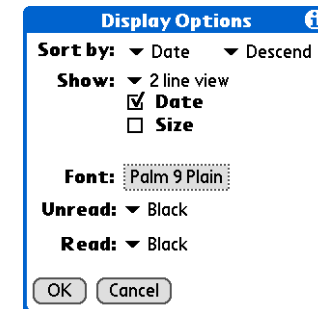 Display Options
Sort by: Date Descend
Show: 2 line view
Date
Size
Font: Palm 9 Plain
Unread: Black
Read: Black
OK Cancel